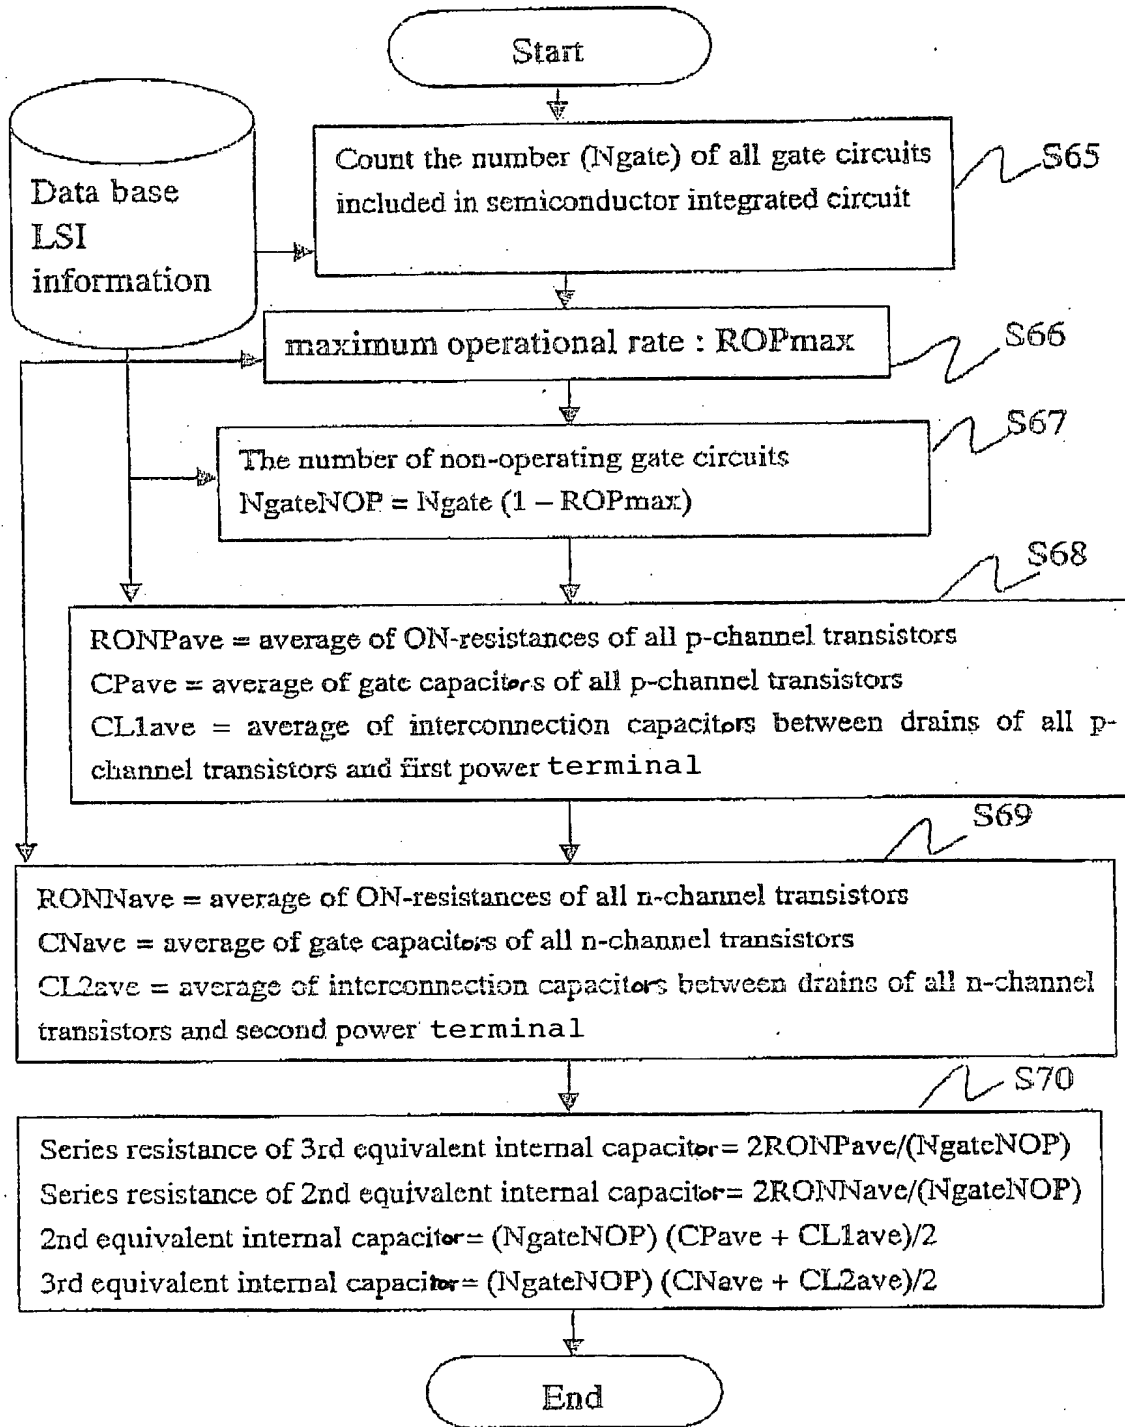 Start
Data base
LSI
information
Count the number (Ngate) of all gate circuits
included in semiconductor integrated circuit
S65
maximum operational rate : ROPmax
S66
The number of non-operating gate circuits
NgateNOP = Ngate (1 – ROPmax)
S67
S68
RONPave = average of ON-resistances of all p-channel transistors
CPave = average of gate capacitors of all p-channel transistors
CL1ave = average of interconnection capacitors between drains of all p-
channel transistors and first power terminal
S69
RONNave = average of ON-resistances of all n-channel transistors
CNave = average of gate capacitors of all n-channel transistors
CL2ave = average of interconnection capacitors between drains of all n-channel
transistors and second power terminal
S70
Series resistance of 3rd equivalent internal capacitor= 2RONPave/(NgateNOP)
Series resistance of 2nd equivalent internal capacitor= 2RONNave/(NgateNOP)
2nd equivalent internal capacitor= (NgateNOP) (CPave + CL1ave)/2
3rd equivalent internal capacitor= (NgateNOP) (CNave + CL2ave)/2
End